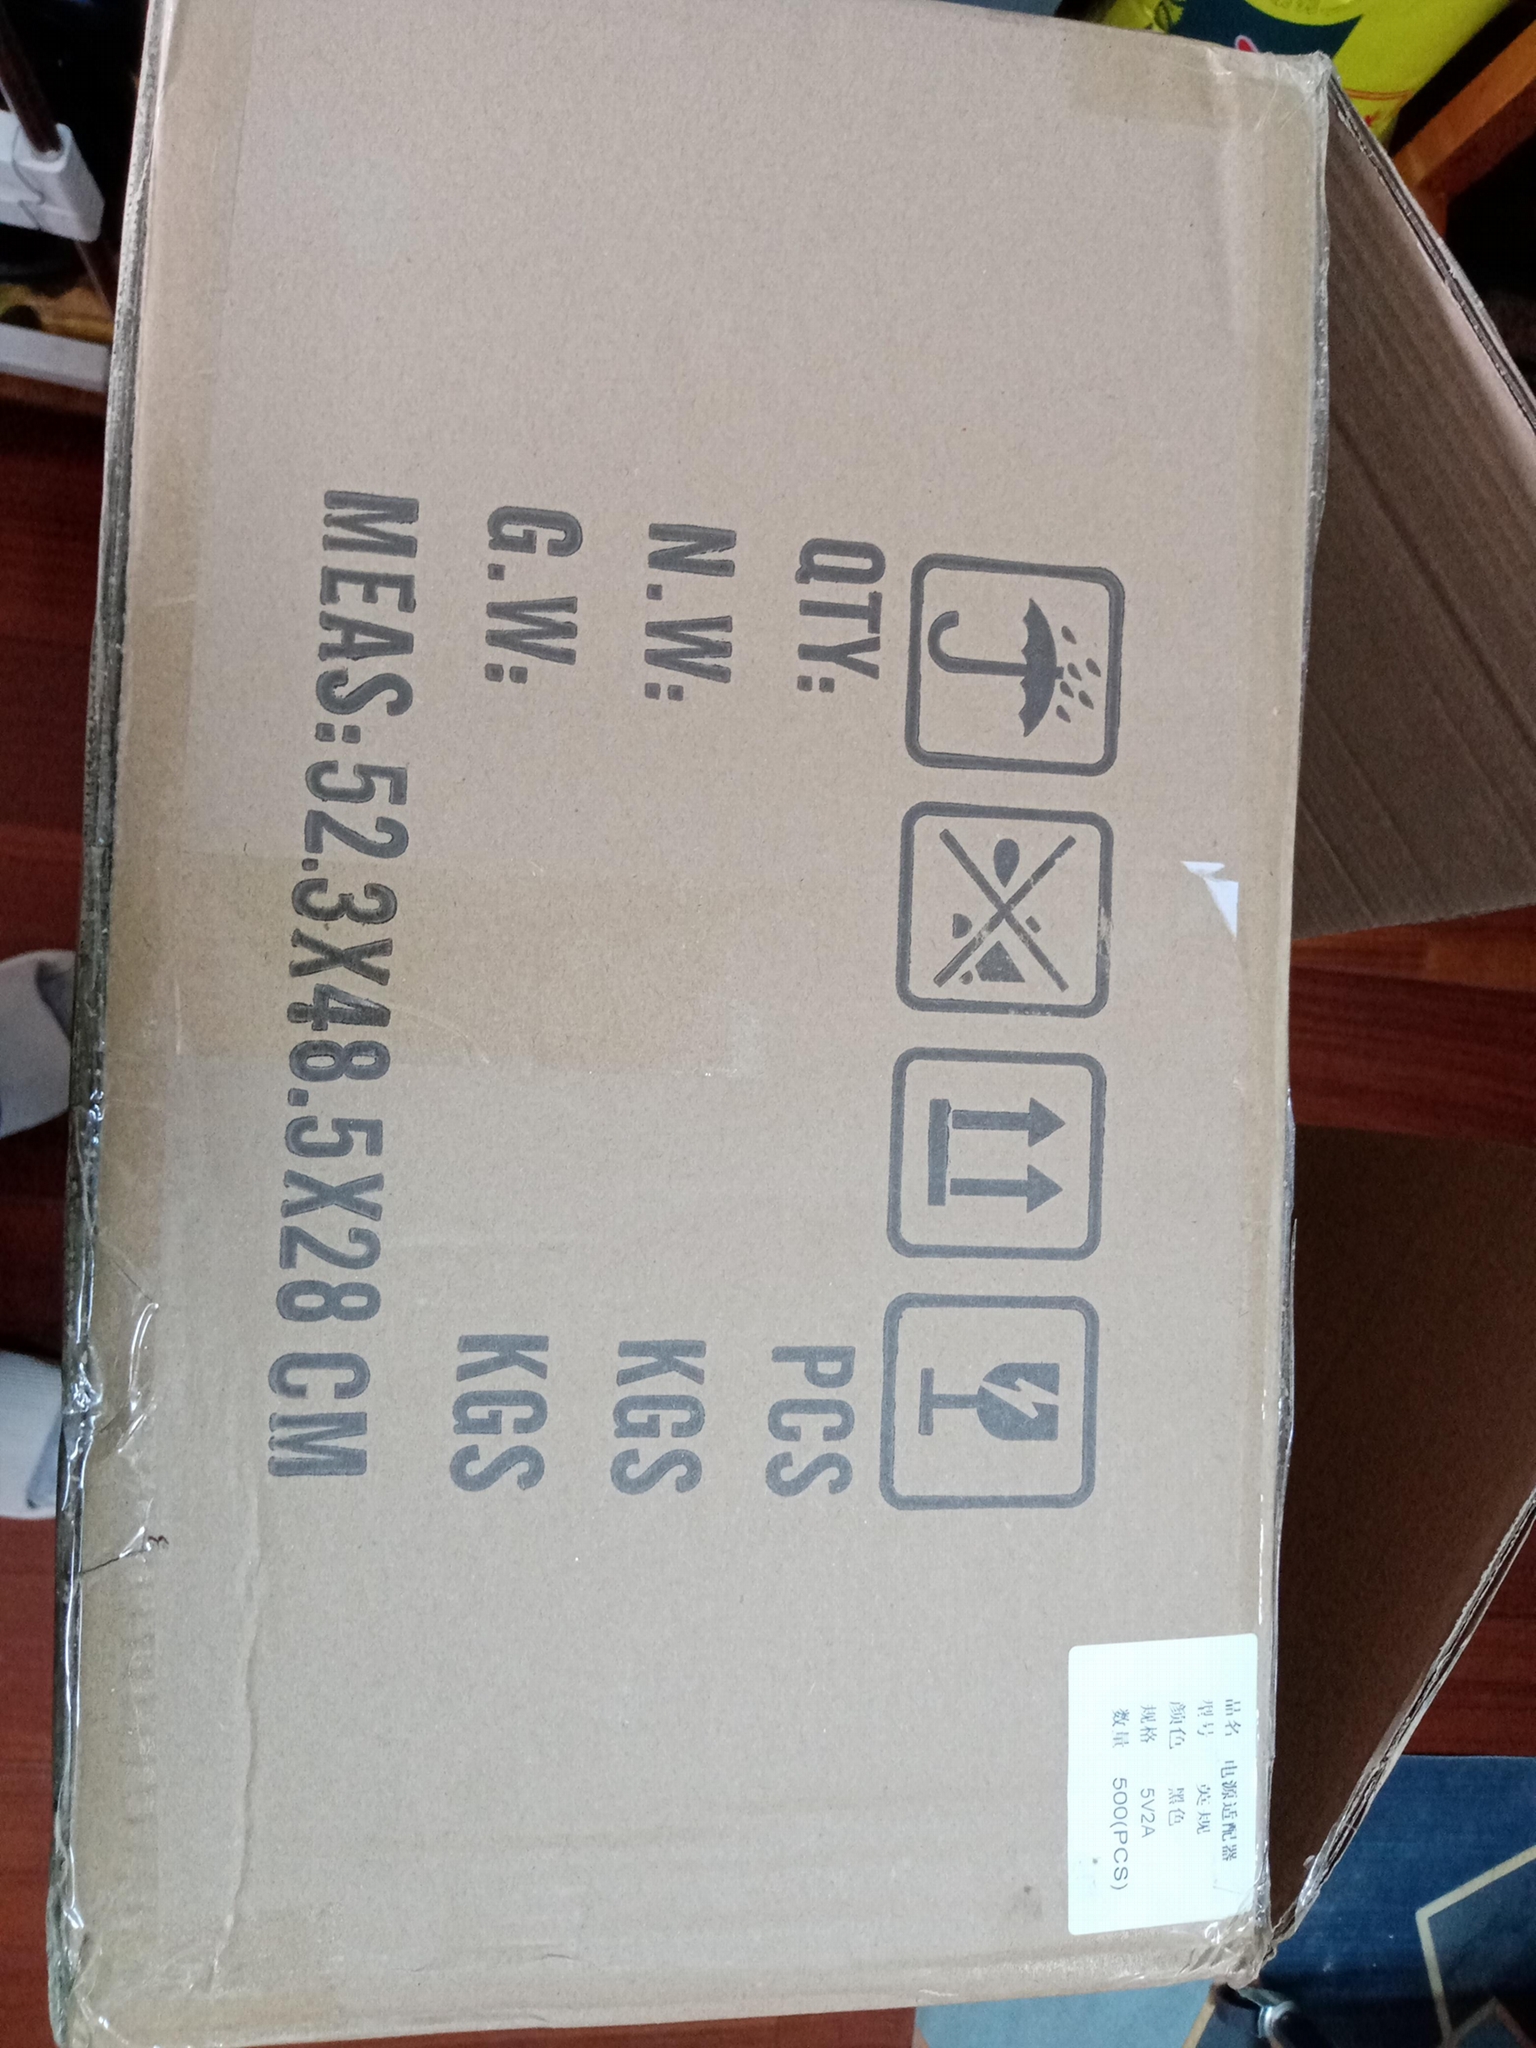 QTY: PCS
N.W: KGS
G.W: KGS
MEAS:52.3X48.5X28 CM
品名 电源适配器
型号 英规
颜色 黑色
规格 5V2A
数量 500(PCS)